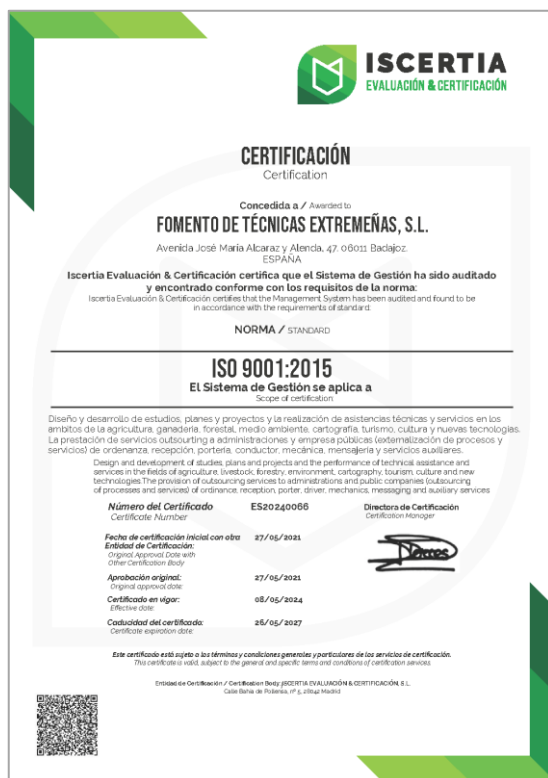 ISCERTIA
EVALUACIÓN & CERTIFICACIÓN
CERTIFICACIÓN
Certification
Concedida a / Awarded to
FOMENTO DE TÉCNICAS EXTREMEÑAS, S.L.
Avenida José María Alcaraz y Alenda, 47. 06011 Badajoz.
ESPAÑA
Iscertia Evaluación & Certificación certifica que el Sistema de Gestión ha sido auditado
y encontrado conforme con los requisitos de la norma:
Iscertia Evaluación & Certificación certifies that the Management System has been audited and found to be
in accordance with the requirements of standard:
NORMA / STANDARD
ISO 9001:2015
El Sistema de Gestión se aplica a
Scope of certification
Diseño y desarrollo de estudios, planes y proyectos y la realización de asistencias técnicas y servicios en los
ámbitos de la agricultura, ganadería, forestal, medio ambiente, cartografía, turismo, cultura y nuevas tecnologías.
La prestación de servicios outsourting a administraciones y empresa públicas (externalización de procesos y
servicios) de ordenanza, recepción, portería, conductor, mecánica, mensajería y servicios auxiliares.
Design and development of studies, plans and projects and the performance of technical assistance and
services in the fields of agriculture, livestock, forestry, environment, cartography, tourism, culture and new
technologies.The provision of outsourcing services to administrations and public companies (outsourcing
of processes and services) of ordinance, reception, porter, driver, mechanics, messaging and auxiliary services
Número del Certificado ES20240066 Directora de Certificación
Certificate Number Certification Manager
Fecha de certificación inicial con otra 27/05/2021
Entidad de Certificación:
Original Approval Date with
Other Certification Body
Aprobación original: 27/05/2021
Original approval date:
Certificado en vigor: 08/05/2024
Effective date:
Caducidad del certificado: 26/05/2027
Certificate expiration date:
Este certificado está sujeto a los términos y condiciones generales y particulares de los servicios de certificación.
This certificate is valid, subject to the general and specific terms and conditions of certification services
Entidad de Certificación / Certification Body: ISCERTIA EVALUACIÓN & CERTIFICACIÓN, S.L.
Calle Bahía de Pollensa, nº 5, 28042 Madrid